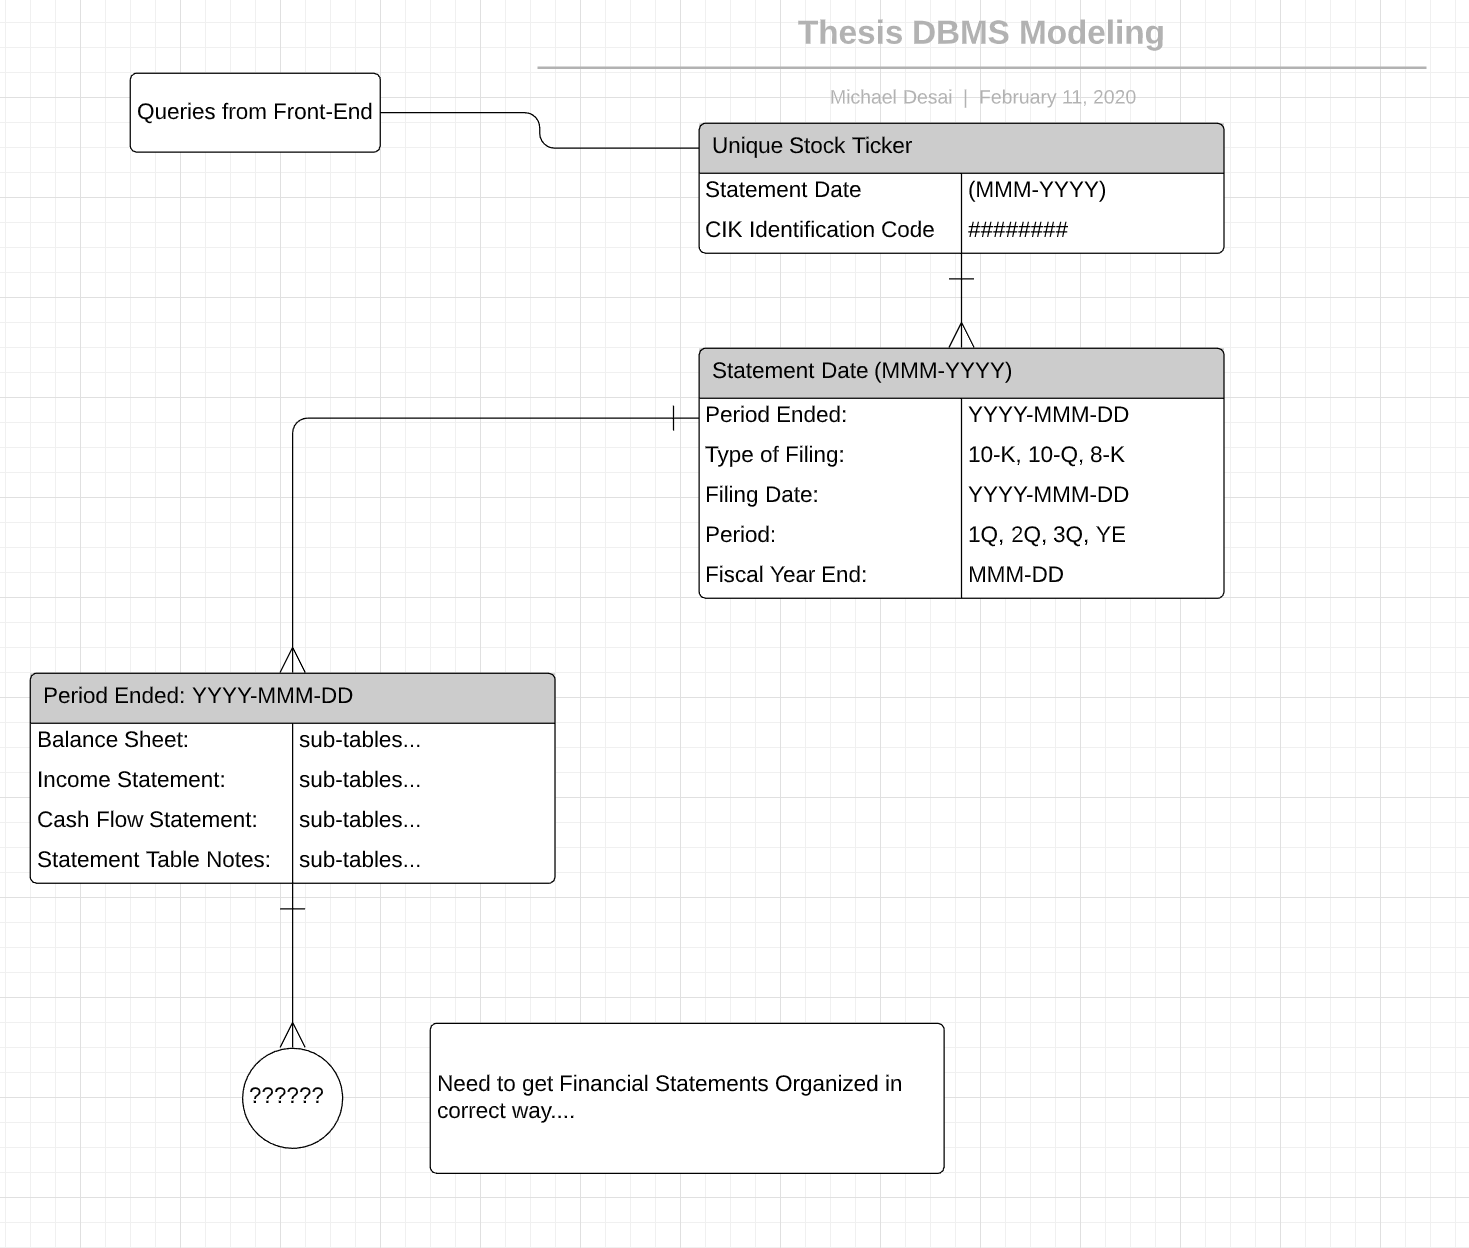 Thesis DBMS Modeling
Michael Desai | February 11, 2020
Queries from Front-End
Unique Stock Ticker
Statement Date (MMM-YYYY)
CIK Identification Code ########
Statement Date (MMM-YYYY)
Period Ended: YYYY-MMM-DD
Type of Filing: 10-K, 10-Q, 8-K
Filing Date: YYYY-MMM-DD
Period: 1Q, 2Q, 3Q, YE
Fiscal Year End: MMM-DD
Period Ended: YYYY-MMM-DD
Balance Sheet: sub-tables...
Income Statement: sub-tables...
Cash Flow Statement: sub-tables...
Statement Table Notes: sub-tables...
??????
Need to get Financial Statements Organized in
correct way....